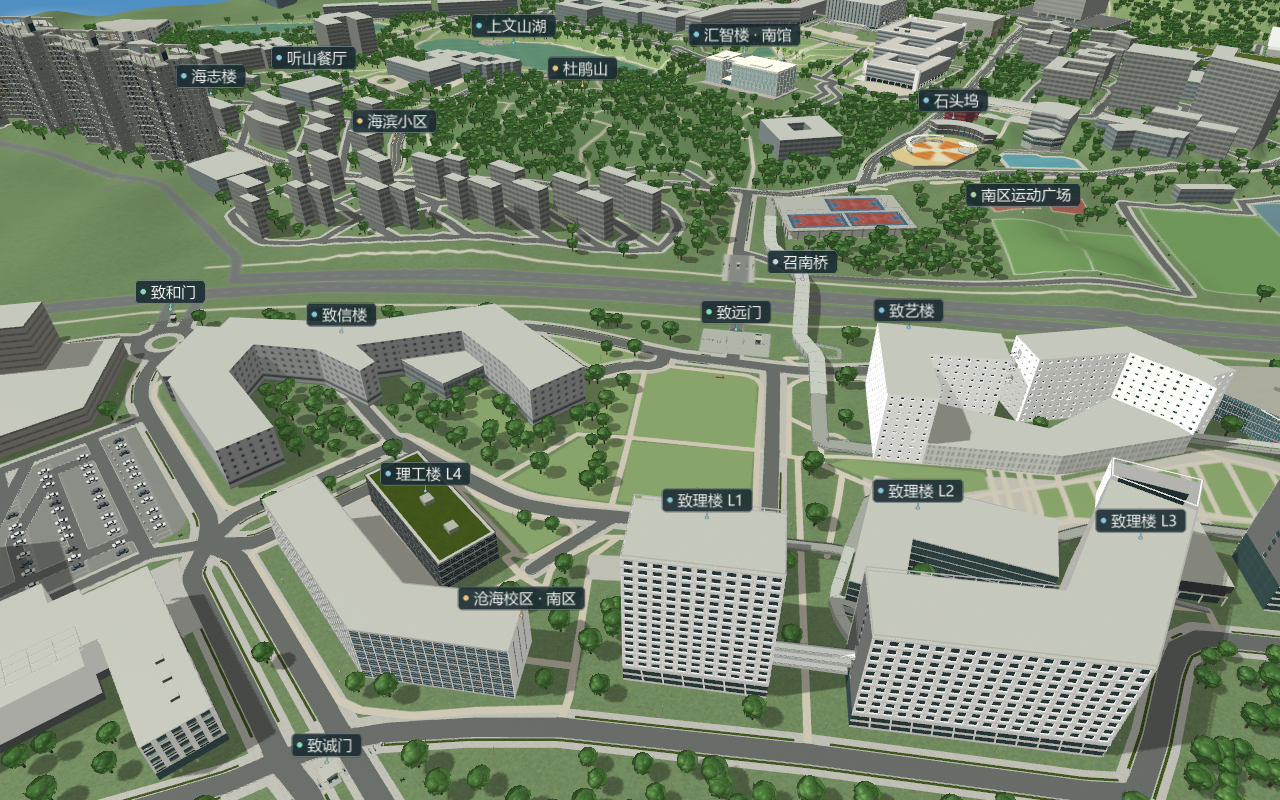 上文山湖
汇智楼 · 南馆
听山餐厅
杜鹃山
海志楼
石头坞
海滨小区
南区运动广场
召南桥
致和门
致远门
致艺楼
致信楼
理工楼 L4
致理楼 L2
致理楼 L1
致理楼 L3
沧海校区 · 南区
致诚门